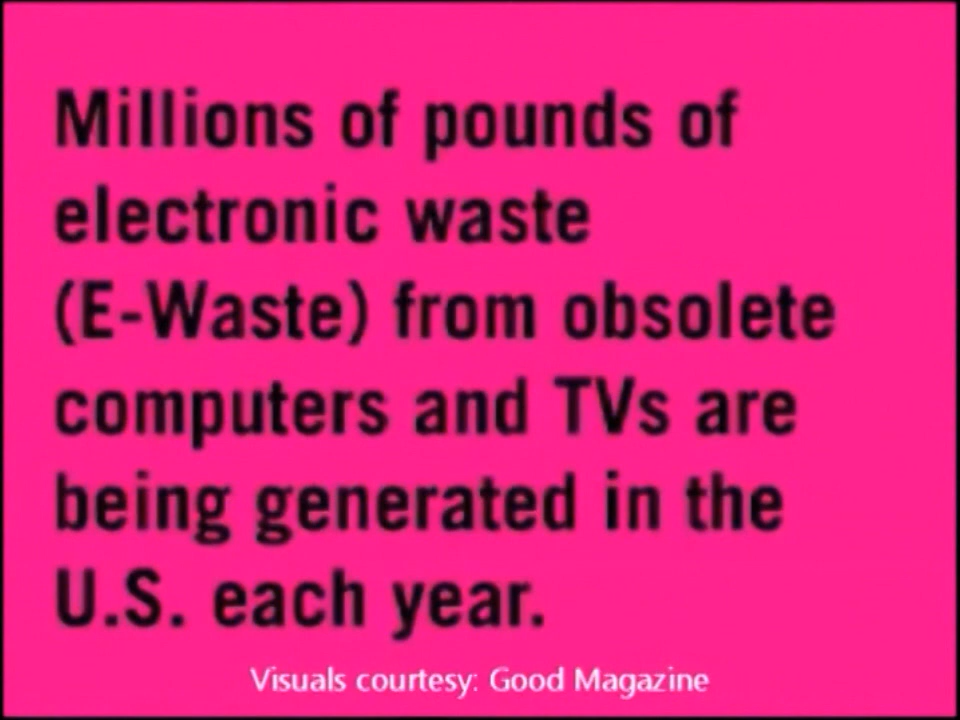 Millions of pounds of
electronic waste
(E-Waste) from obsolete
computers and TVs are
being generated in the
U.S. each year.
Visuals courtesy: Good Magazine